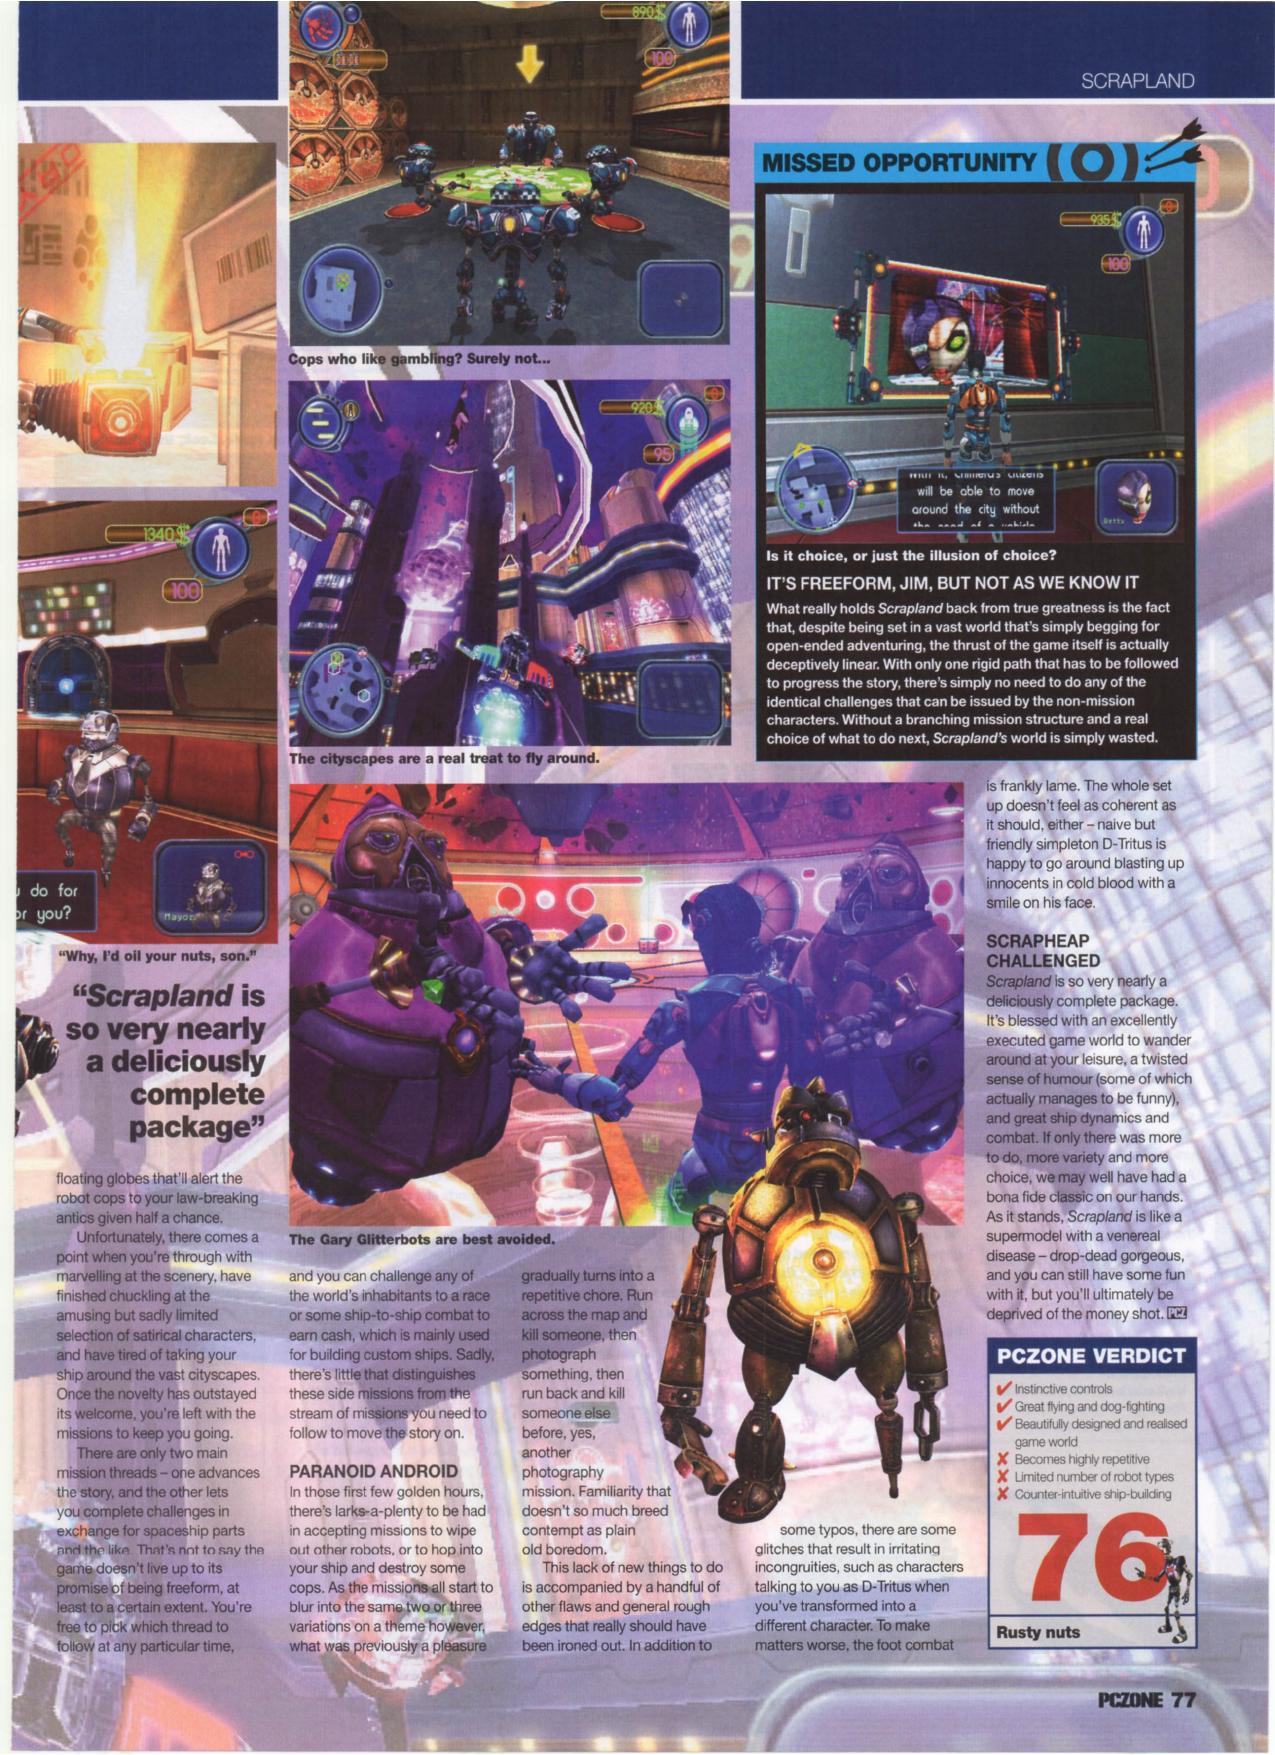 SCRAPLAND
890$
100
Cops who like gambling? Surely not...
920$
95
The cityscapes are a real treat to fly around.
1340$
100
u do for
or you?
Mayor
"Why, I'd oil your nuts, son."
"Scrapland is
so very nearly
a deliciously
complete
package"
MISSED OPPORTUNITY
935$
100
With it, Chimera's citizens
will be able to move
around the city without
the need of a vehicle
Betty
Is it choice, or just the illusion of choice?
IT'S FREEFORM, JIM, BUT NOT AS WE KNOW IT
What really holds Scrapland back from true greatness is the fact
that, despite being set in a vast world that's simply begging for
open-ended adventuring, the thrust of the game itself is actually
deceptively linear. With only one rigid path that has to be followed
to progress the story, there's simply no need to do any of the
identical challenges that can be issued by the non-mission
characters. Without a branching mission structure and a real
choice of what to do next, Scrapland's world is simply wasted.
The Gary Glitterbots are best avoided.
floating globes that'll alert the
robot cops to your law-breaking
antics given half a chance.
Unfortunately, there comes a
point when you're through with
marvelling at the scenery, have
finished chuckling at the
amusing but sadly limited
selection of satirical characters,
and have tired of taking your
ship around the vast cityscapes.
Once the novelty has outstayed
its welcome, you're left with the
missions to keep you going.
There are only two main
mission threads – one advances
the story, and the other lets
you complete challenges in
exchange for spaceship parts
and the like. That's not to say the
game doesn't live up to its
promise of being freeform, at
least to a certain extent. You're
free to pick which thread to
follow at any particular time,
and you can challenge any of
the world's inhabitants to a race
or some ship-to-ship combat to
earn cash, which is mainly used
for building custom ships. Sadly,
there's little that distinguishes
these side missions from the
stream of missions you need to
follow to move the story on.
PARANOID ANDROID
In those first few golden hours,
there's larks-a-plenty to be had
in accepting missions to wipe
out other robots, or to hop into
your ship and destroy some
cops. As the missions all start to
blur into the same two or three
variations on a theme however,
what was previously a pleasure
gradually turns into a
repetitive chore. Run
across the map and
kill someone, then
photograph
something, then
run back and kill
someone else
before, yes,
another
photography
mission. Familiarity that
doesn't so much breed
contempt as plain
old boredom.
This lack of new things to do
is accompanied by a handful of
other flaws and general rough
edges that really should have
been ironed out. In addition to
some typos, there are some
glitches that result in irritating
incongruities, such as characters
talking to you as D-Tritus when
you've transformed into a
different character. To make
matters worse, the foot combat
is frankly lame. The whole set
up doesn't feel as coherent as
it should, either – naive but
friendly simpleton D-Tritus is
happy to go around blasting up
innocents in cold blood with a
smile on his face.
SCRAPHEAP
CHALLENGED
Scrapland is so very nearly a
deliciously complete package.
It's blessed with an excellently
executed game world to wander
around at your leisure, a twisted
sense of humour (some of which
actually manages to be funny),
and great ship dynamics and
combat. If only there was more
to do, more variety and more
choice, we may well have had a
bona fide classic on our hands.
As it stands, Scrapland is like a
supermodel with a venereal
disease – drop-dead gorgeous,
and you can still have some fun
with it, but you'll ultimately be
deprived of the money shot. PCZ
PCZONE VERDICT
✔ Instinctive controls
✔ Great flying and dog-fighting
✔ Beautifully designed and realised
game world
✘ Becomes highly repetitive
✘ Limited number of robot types
✘ Counter-intuitive ship-building
76
Rusty nuts
PCZONE 77